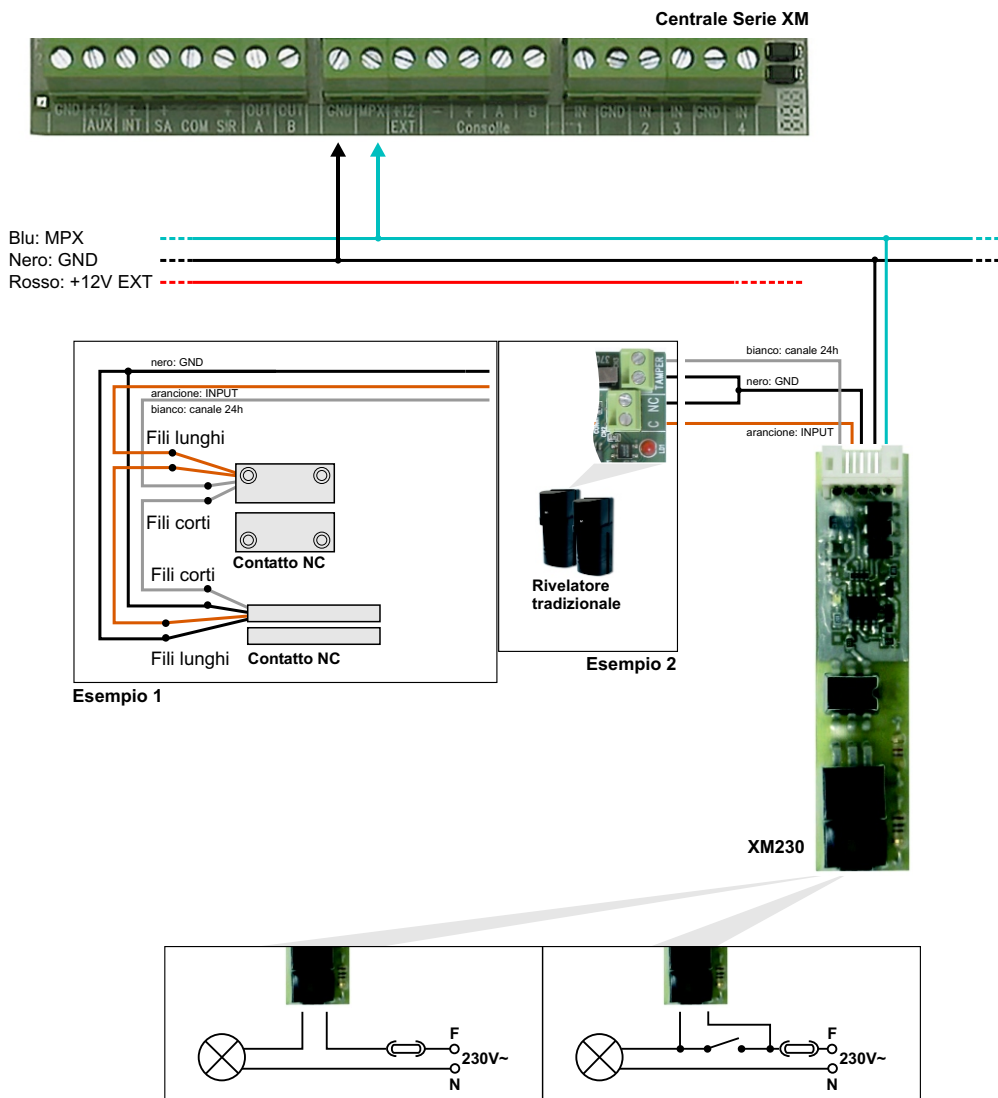 Centrale Serie XM
GND +12 + + - + OUT OUT GND MPX +12 - + A B IN GND IN IN GND IN
AUX INT SA COM SIR A B EXT Consolle 1 2 3 4
Blu: MPX
Nero: GND
Rosso: +12V EXT
nero: GND
arancione: INPUT
bianco: canale 24h
Fili lunghi
Fili corti
Contatto NC
Fili corti
Fili lunghi
Contatto NC
Esempio 1
TAMPER
C NC
LD1
Rivelatore
tradizionale
Esempio 2
bianco: canale 24h
nero: GND
arancione: INPUT
XM230
F
230V~
N
F
230V~
N